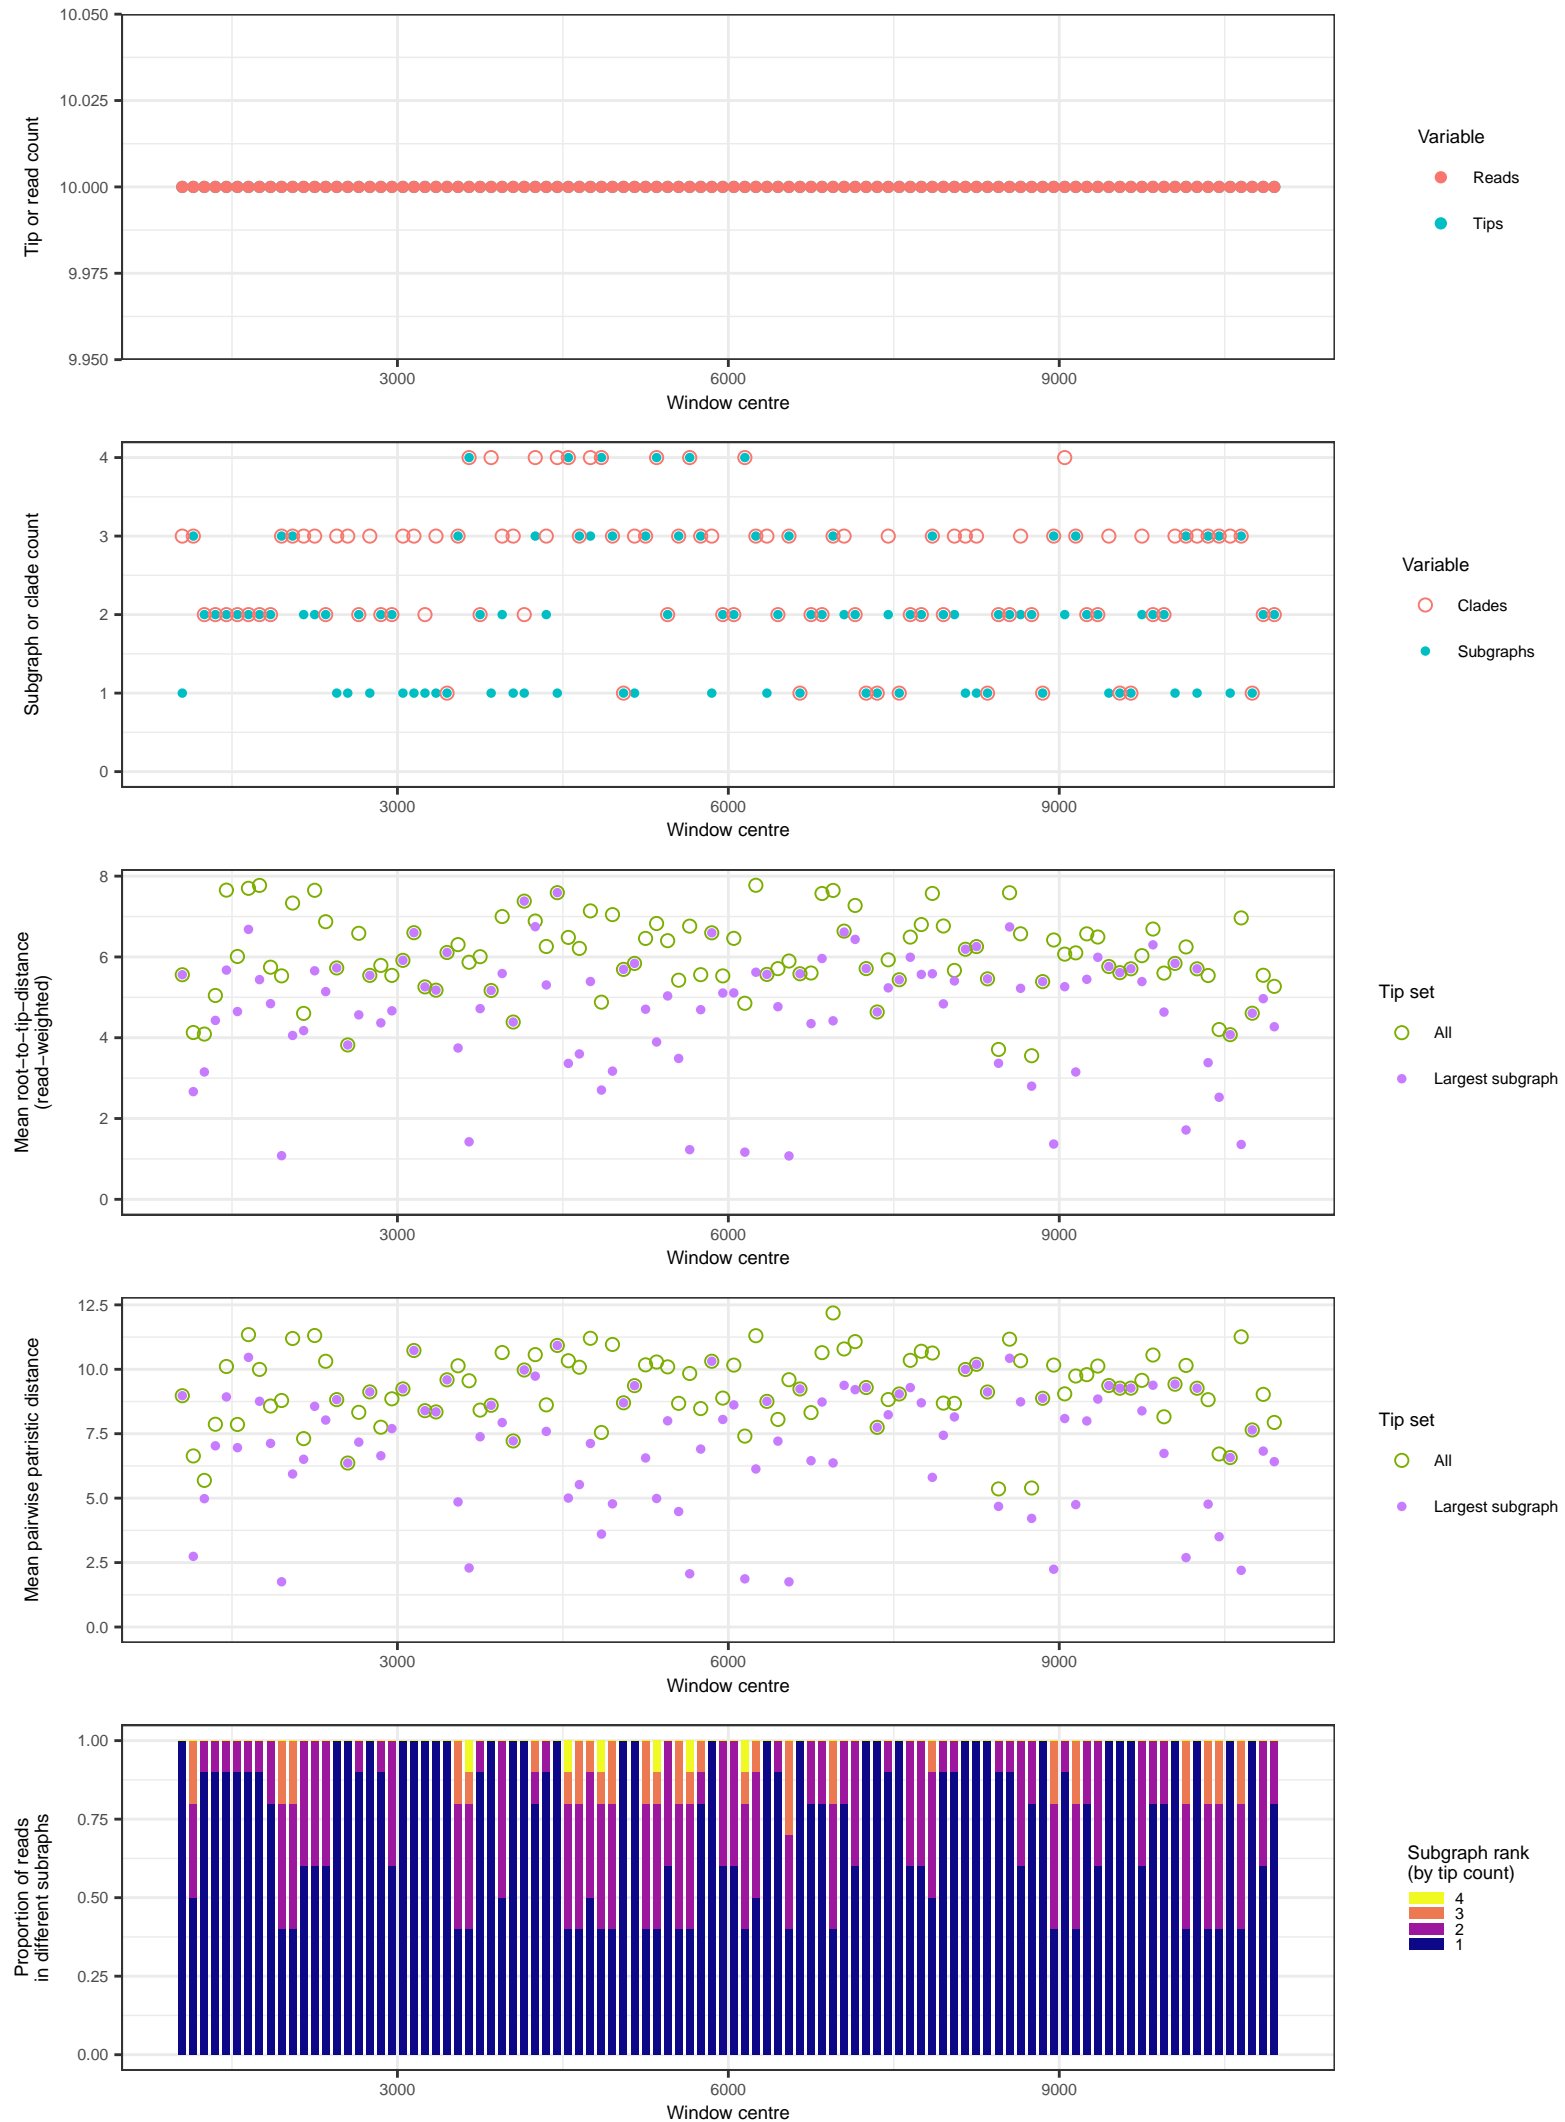 10.050
10.025
10.000
9.975
9.950
Tip or read count
3000
6000
9000
Window centre
Variable
Reads
Tips
4
3
2
1
0
Subgraph or clade count
3000
6000
9000
Window centre
Variable
Clades
Subgraphs
8
6
4
2
0
Mean root−to−tip−distance
(read−weighted)
3000
6000
9000
Window centre
Tip set
All
Largest subgraph
12.5
10.0
7.5
5.0
2.5
0.0
Mean pairwise patristic distance
3000
6000
9000
Window centre
Tip set
All
Largest subgraph
1.00
0.75
0.50
0.25
0.00
Proportion of reads
in different subraphs
3000
6000
9000
Window centre
Subgraph rank
(by tip count)
4
3
2
1